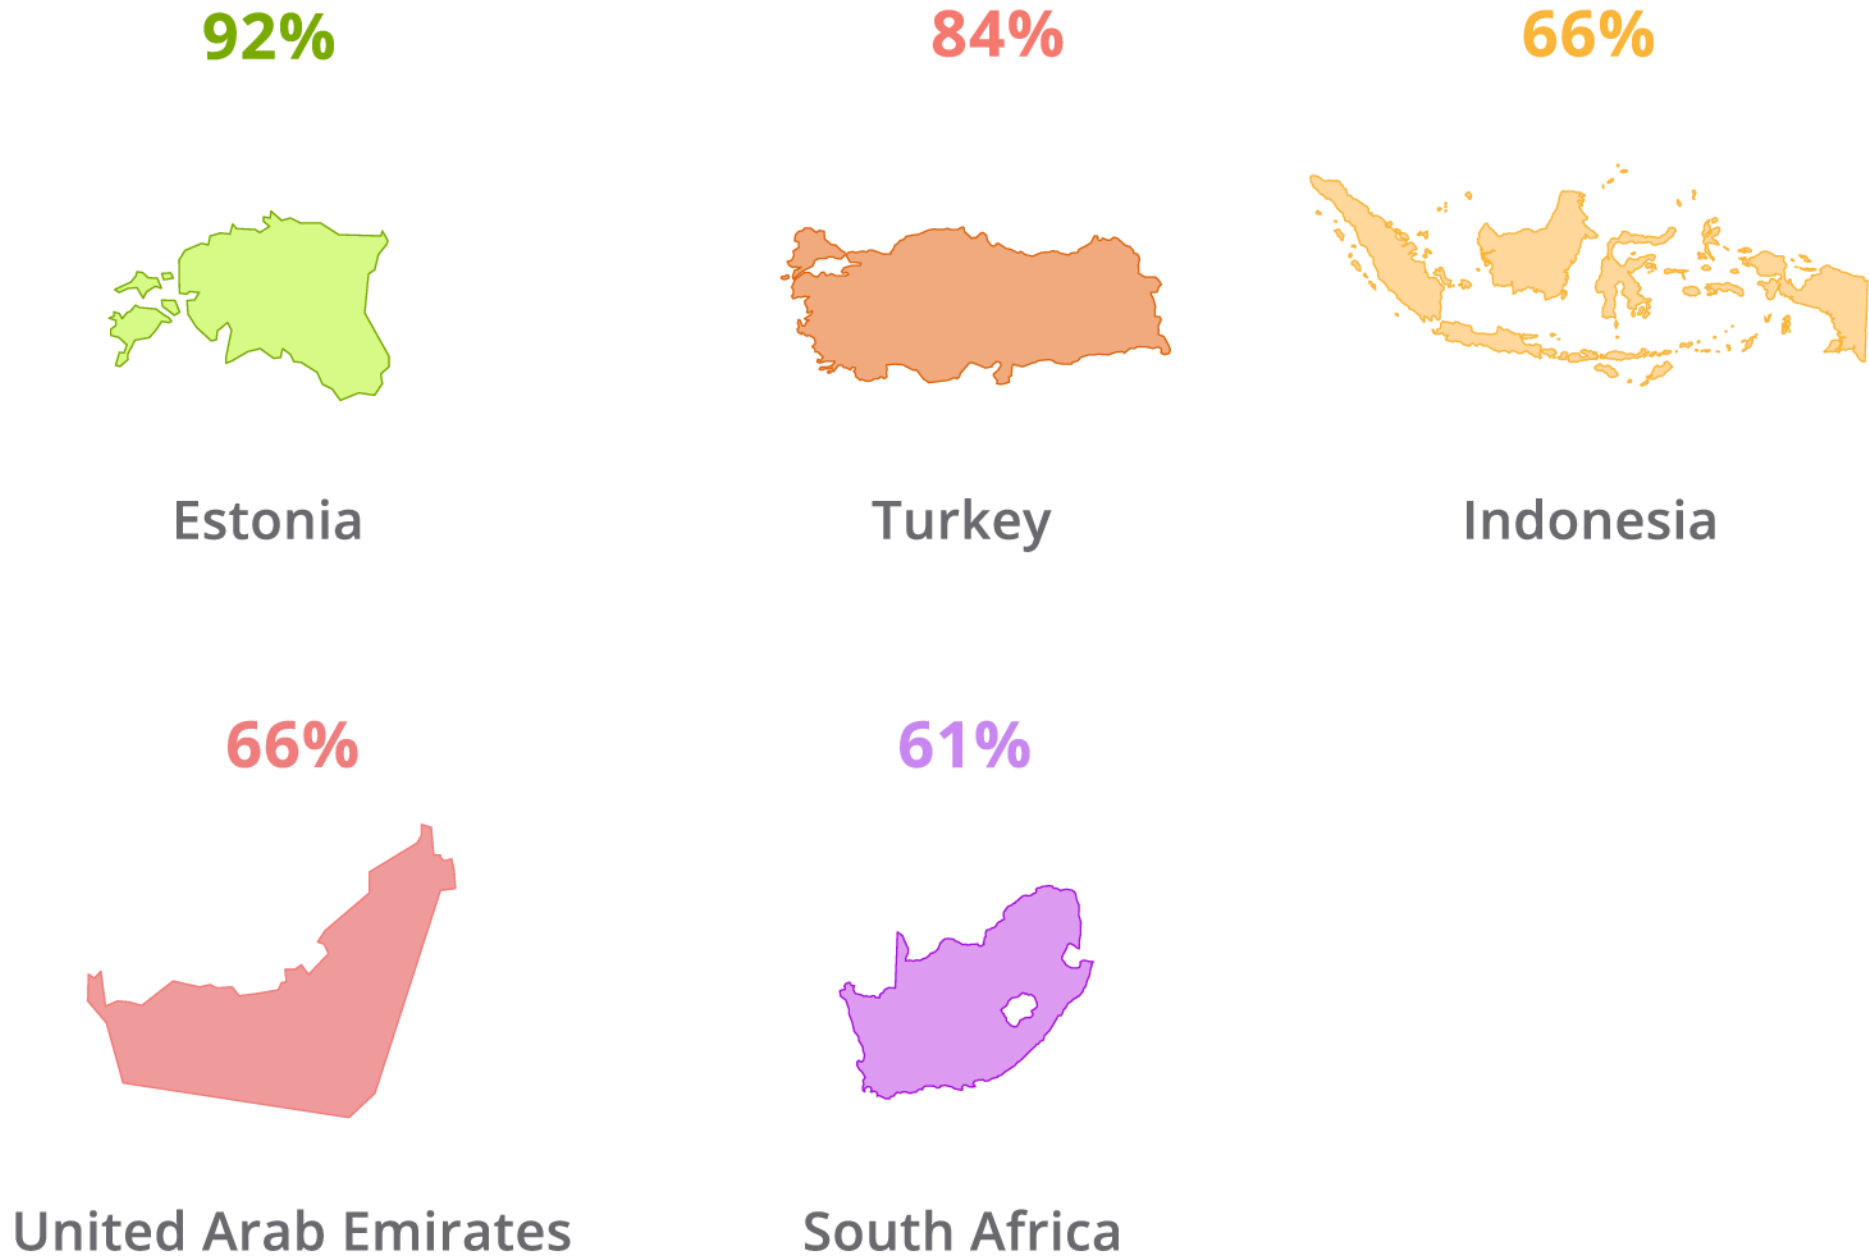 92%
84%
66%
Estonia
Turkey
Indonesia
66%
61%
United Arab Emirates
South Africa